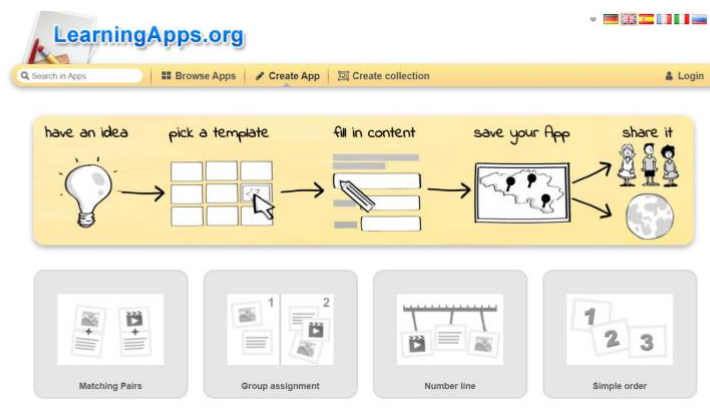 LearningApps.org
Search in Apps Browse Apps Create App Create collection Login
have an idea pick a template fill in content save your App share it
1 2 1 2 3
Matching Pairs Group assignment Number line Simple order